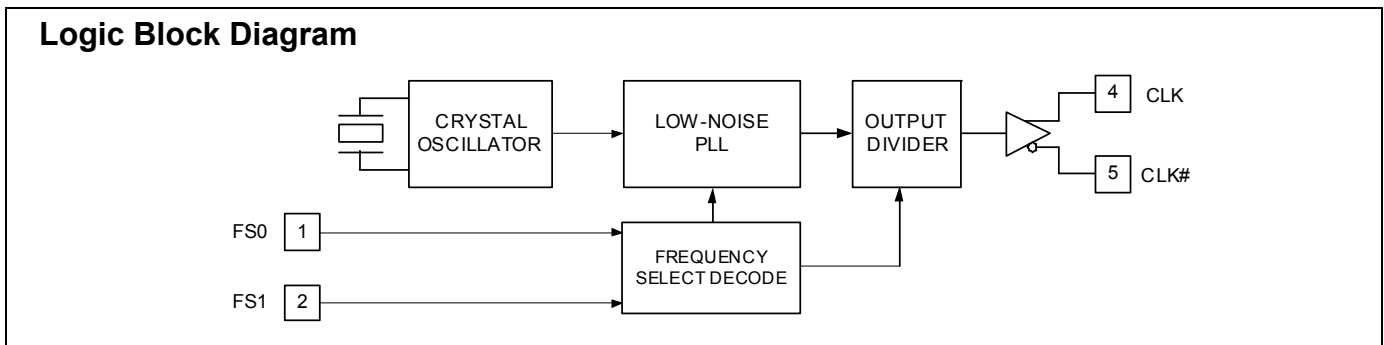 Logic Block Diagram
CRYSTAL
OSCILLATOR
LOW-NOISE
PLL
OUTPUT
DIVIDER
4 CLK
5 CLK#
FS0 1
FREQUENCY
SELECT DECODE
FS1 2